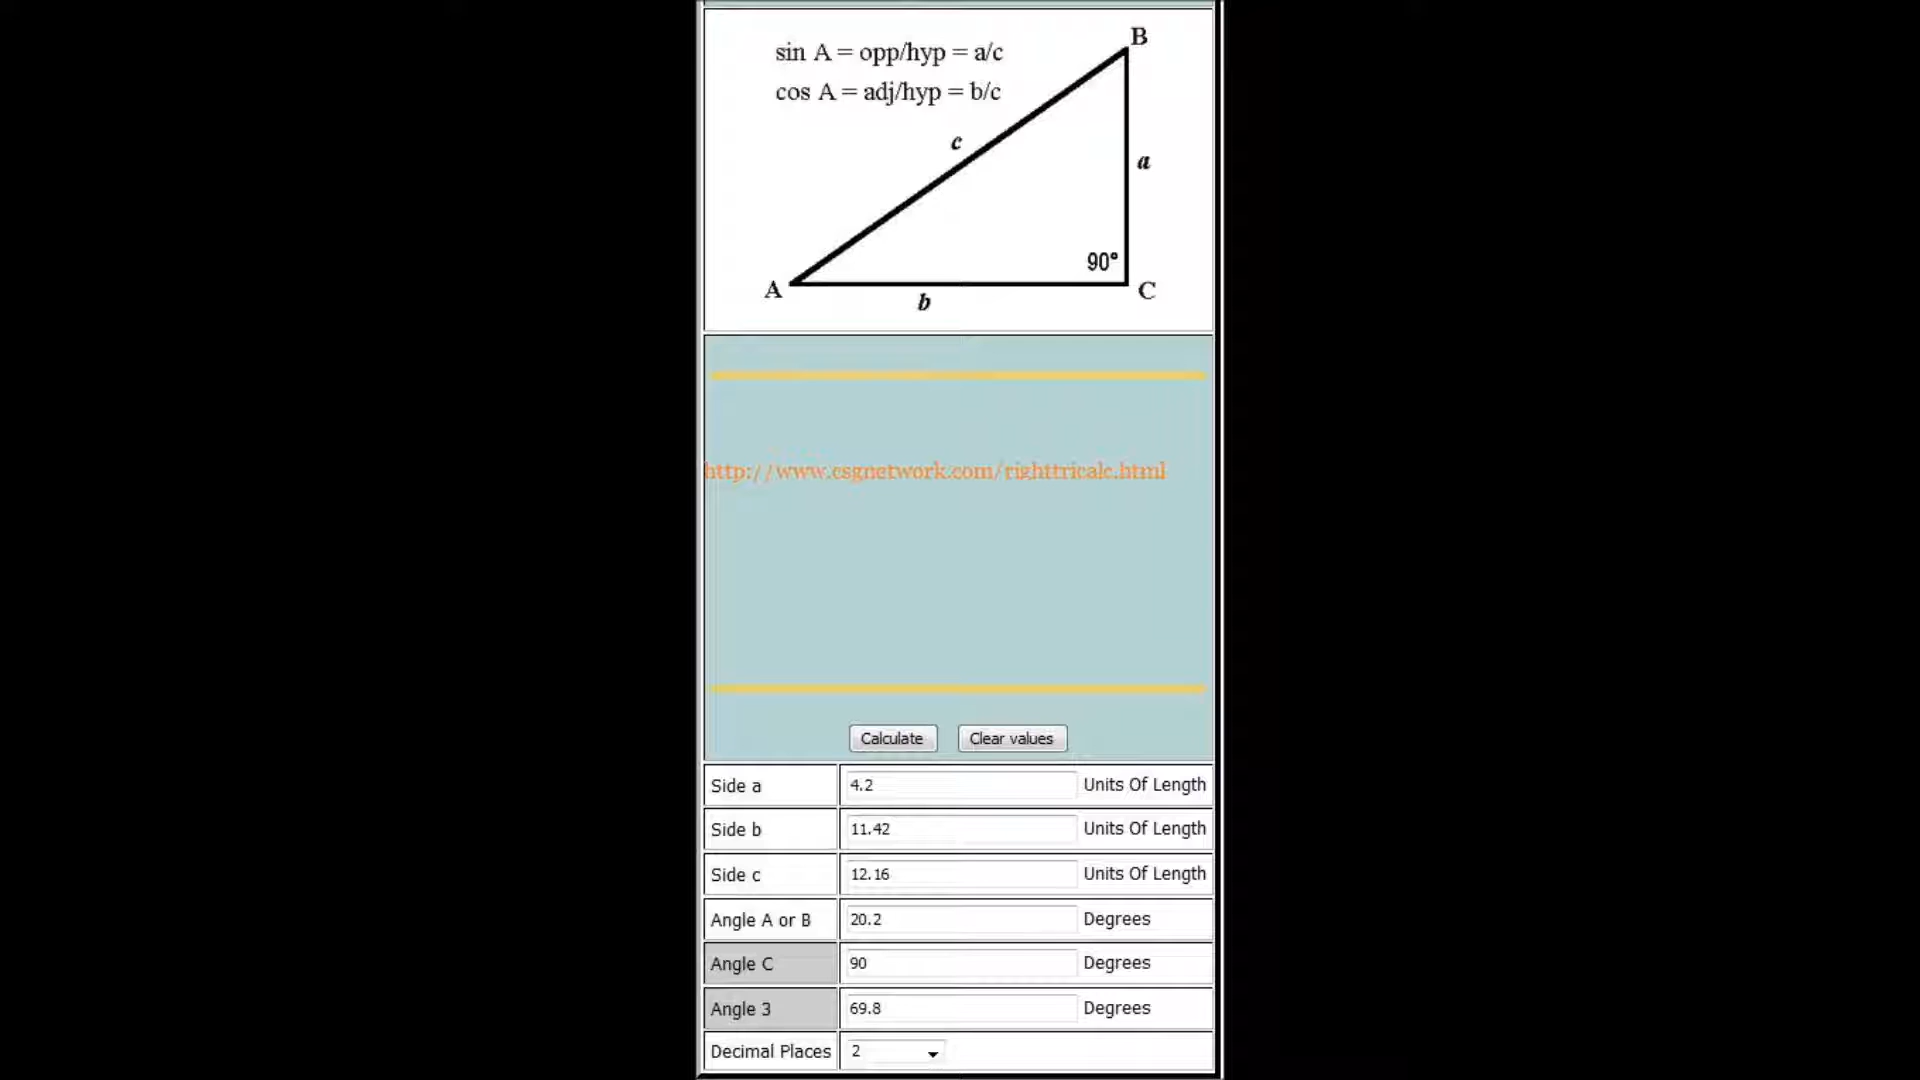 sin A = opp/hyp = a/c
cos A = adj/hyp = b/c
B
c
a
90°
A
b
C
http://www.csgnetwork.com/righttricalc.html
Calculate Clear values
Side a 4.2 Units Of Length
Side b 11.42 Units Of Length
Side c 12.16 Units Of Length
Angle A or B 20.2 Degrees
Angle C 90 Degrees
Angle 3 69.8 Degrees
Decimal Places 2